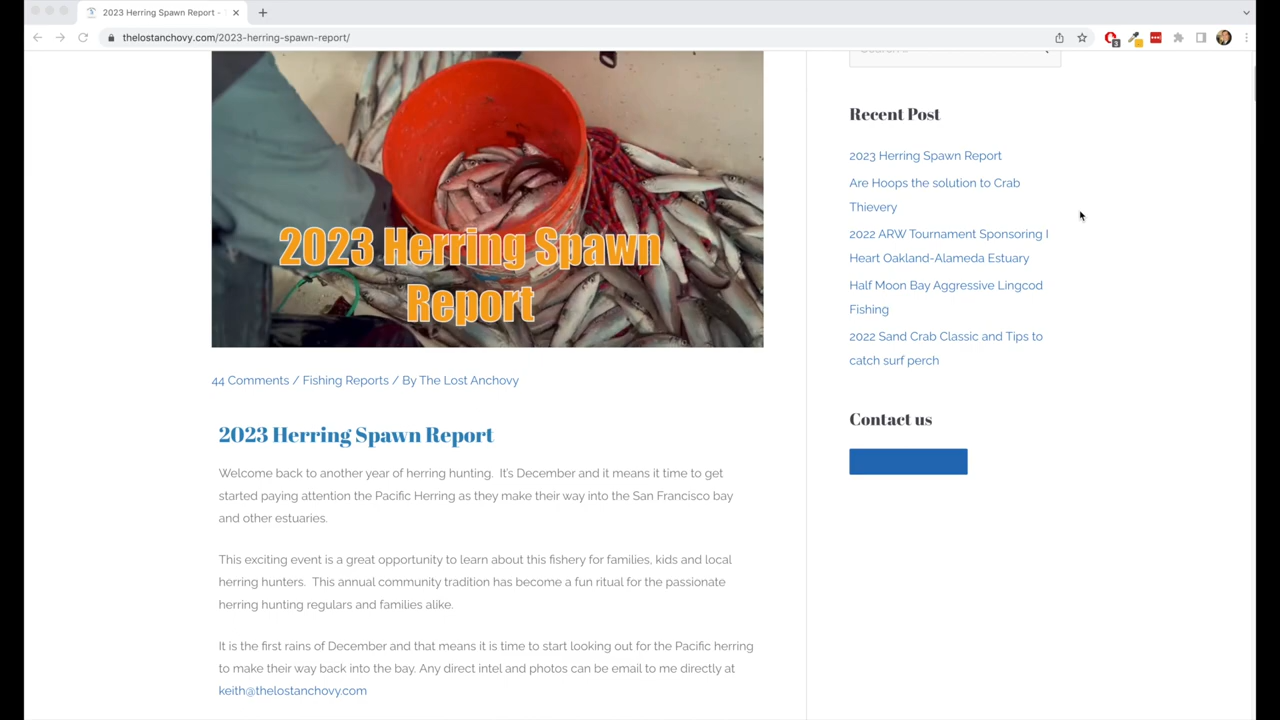 2023 Herring Spawn Report -
thelostanchovy.com/2023-herring-spawn-report/
3
2023 Herring Spawn
Report
44 Comments / Fishing Reports / By The Lost Anchovy
2023 Herring Spawn Report
Welcome back to another year of herring hunting.  It's December and it means it time to get
started paying attention the Pacific Herring as they make their way into the San Francisco bay
and other estuaries.
This exciting event is a great opportunity to learn about this fishery for families, kids and local
herring hunters.  This annual community tradition has become a fun ritual for the passionate
herring hunting regulars and families alike.
It is the first rains of December and that means it is time to start looking out for the Pacific herring
to make their way back into the bay. Any direct intel and photos can be email to me directly at
keith@thelostanchovy.com
Recent Post
2023 Herring Spawn Report
Are Hoops the solution to Crab
Thievery
2022 ARW Tournament Sponsoring I
Heart Oakland-Alameda Estuary
Half Moon Bay Aggressive Lingcod
Fishing
2022 Sand Crab Classic and Tips to
catch surf perch
Contact us